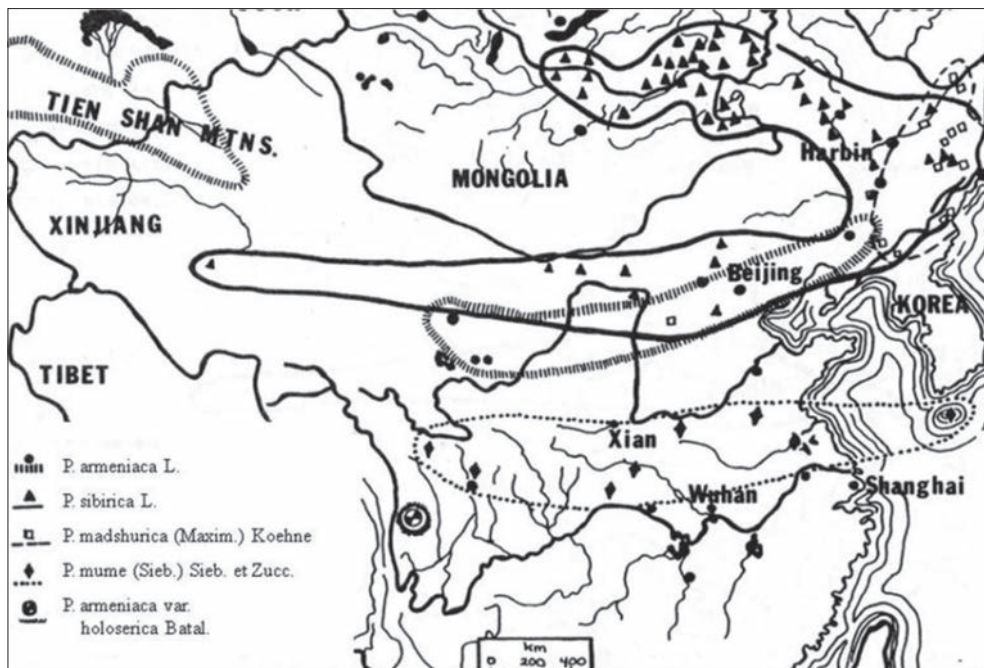 TIEN SHAN MTNS.
MONGOLIA
Harbin
XINJIANG
Beijing
KOREA
TIBET
Xian
Wuhan
Shanghai
P. armeniaca L.
P. sibirica L.
P. madshurica (Maxim.) Koehne
P. mume (Sieb.) Sieb. et Zucc.
P. armeniaca var.
holoserica Batal.
km
0 200 400